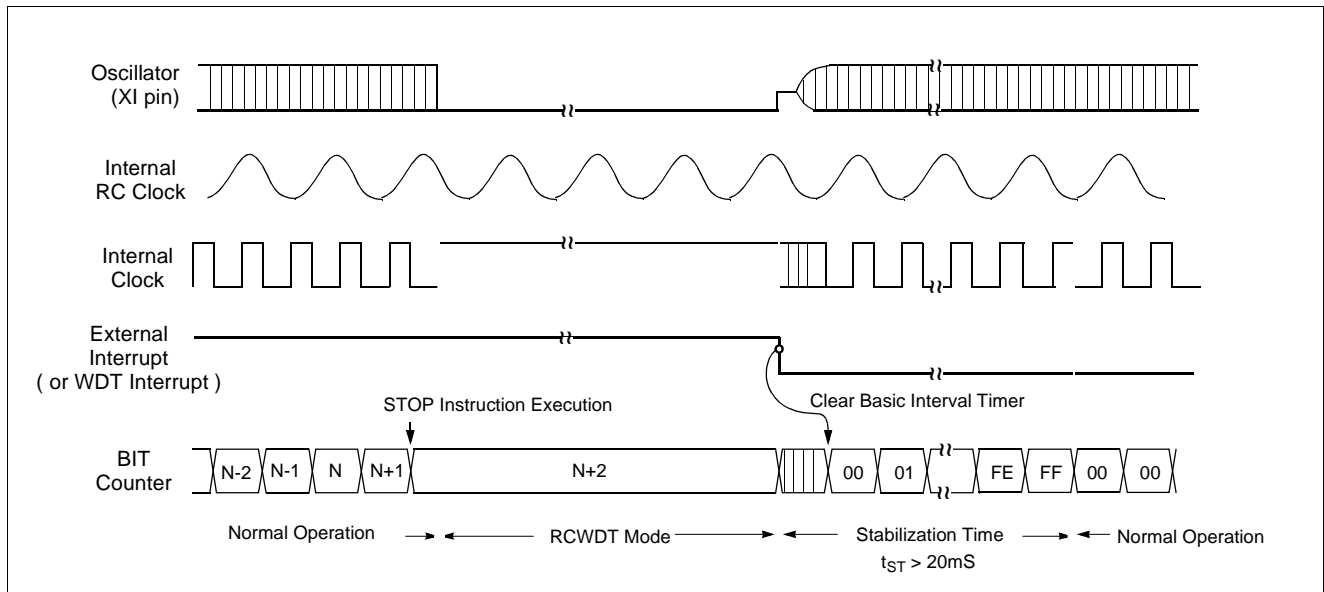 Oscillator
(XI pin)
Internal
RC Clock
Internal
Clock
External
Interrupt
( or WDT Interrupt )
STOP Instruction Execution
Clear Basic Interval Timer
BIT
Counter
N-2 N-1 N N+1 N+2 00 01 FE FF 00 00
Normal Operation RCWDT Mode Stabilization Time Normal Operation
tST > 20mS